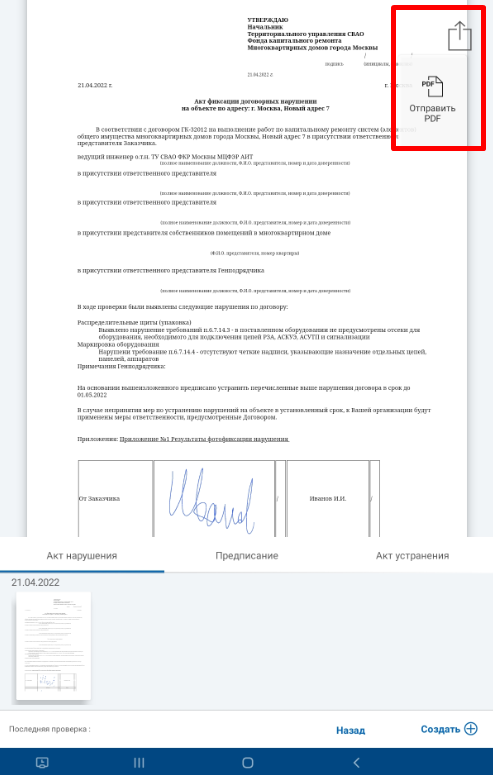 УТВЕРЖДАЮ
Начальник
Территориального управления СВАО
Фонда капитального ремонта
Многоквартирных домов города Москвы
/
подпись
21.04.2022 г.
21.04.2022 г.
г.
Отправить
PDF
Акт фиксации договорных нарушении
на объекте по адресу: г. Москва, Новый адрес 7
В соответствии с договором ГК-32012 на выполнение работ по капитальному ремонту систем
общего имущества многоквартирных домов города Москвы, Новый адрес 7 в присутствии ответственного
представителя Заказчика.
ведущий инженер о.т.н. ТУ СВАО ФКР Москвы МЦФЭР АИТ
(полное наименование должности, Ф.И.О. представителя, номер и дата доверенности)
в присутствии ответственного представителя
(полное наименование должности, Ф.И.О. представителя, номер и дата доверенности)
в присутствии ответственного представителя
(полное наименование должности, Ф.И.О. представителя, номер и дата доверенности)
в присутствии представителя собственников помещений в многоквартирном доме
(Ф.И.О. представителя, номер квартиры)
в присутствии ответственного представителя Генподрядчика
(полное наименование должности, Ф.И.О. представителя, номер и дата доверенности)
В ходе проверки были выявлены следующие нарушения по договору:
Распределительные щиты (упаковка)
Выявлено нарушение требований п.6.7.14.3 - в поставленном оборудовании не предусмотрены отсеки для
оборудования, необходимого для подключения цепей РЗА, АСКУЭ, АСУТП и сигнализации
Маркировка оборудования
Нарушени требование п.6.7.14.4 - отсутствуют четкие надписи, указывающие назначение отдельных цепей,
панелей, аппаратов
Примечания Генподрядчика:
На основании вышеизложенного предписано устранить перечисленные выше нарушения договора в срок до
01.05.2022
В случае непринятия мер по устранению нарушений на объекте в установленный срок, к Вашей организации будут
применены меры ответственности, предусмотренные Договором.
Приложения: Приложение №1 Результаты фотофиксации нарушения.
От Заказчика / Иванов И.И. /
Акт нарушения Предписание Акт устранения
21.04.2022
Последняя проверка : Назад Создать